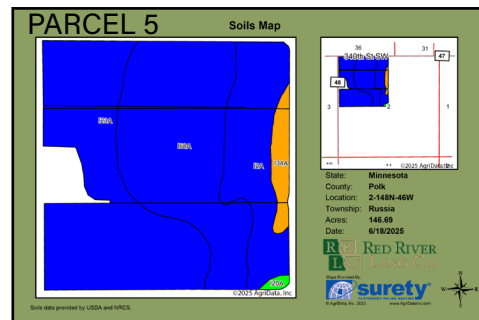 PARCEL 5
Soils Map
I2A
I34A
©2025 AgriData, Inc
36
31
340th St SW
47
48
3
2
1
©2025 AgriData, Inc
State: Minnesota
County: Polk
Location: 2-148N-46W
Township: Russia
Acres: 146.69
Date: 6/18/2025
RED RIVER
LAND CO.
Maps Provided By
surety®
© AgriData, Inc. 2025 www.AgriDataInc.com
N
W E
S
Soils data provided by USDA and NRCS.